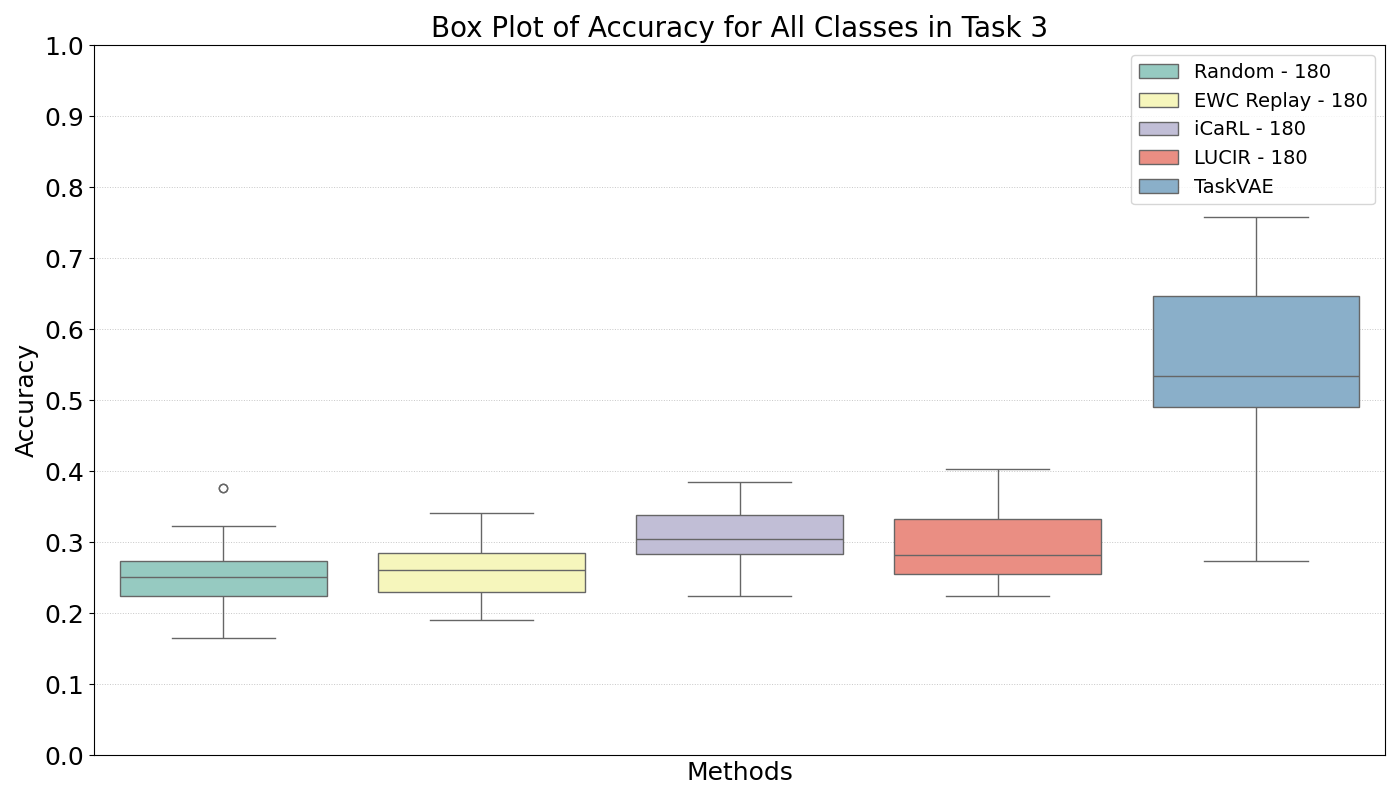 Box Plot of Accuracy for All Classes in Task 3
1.0
0.9
0.8
0.7
0.6
0.5
0.4
0.3
0.2
0.1
0.0
Accuracy
Methods
Random - 180
EWC Replay - 180
iCaRL - 180
LUCIR - 180
TaskVAE